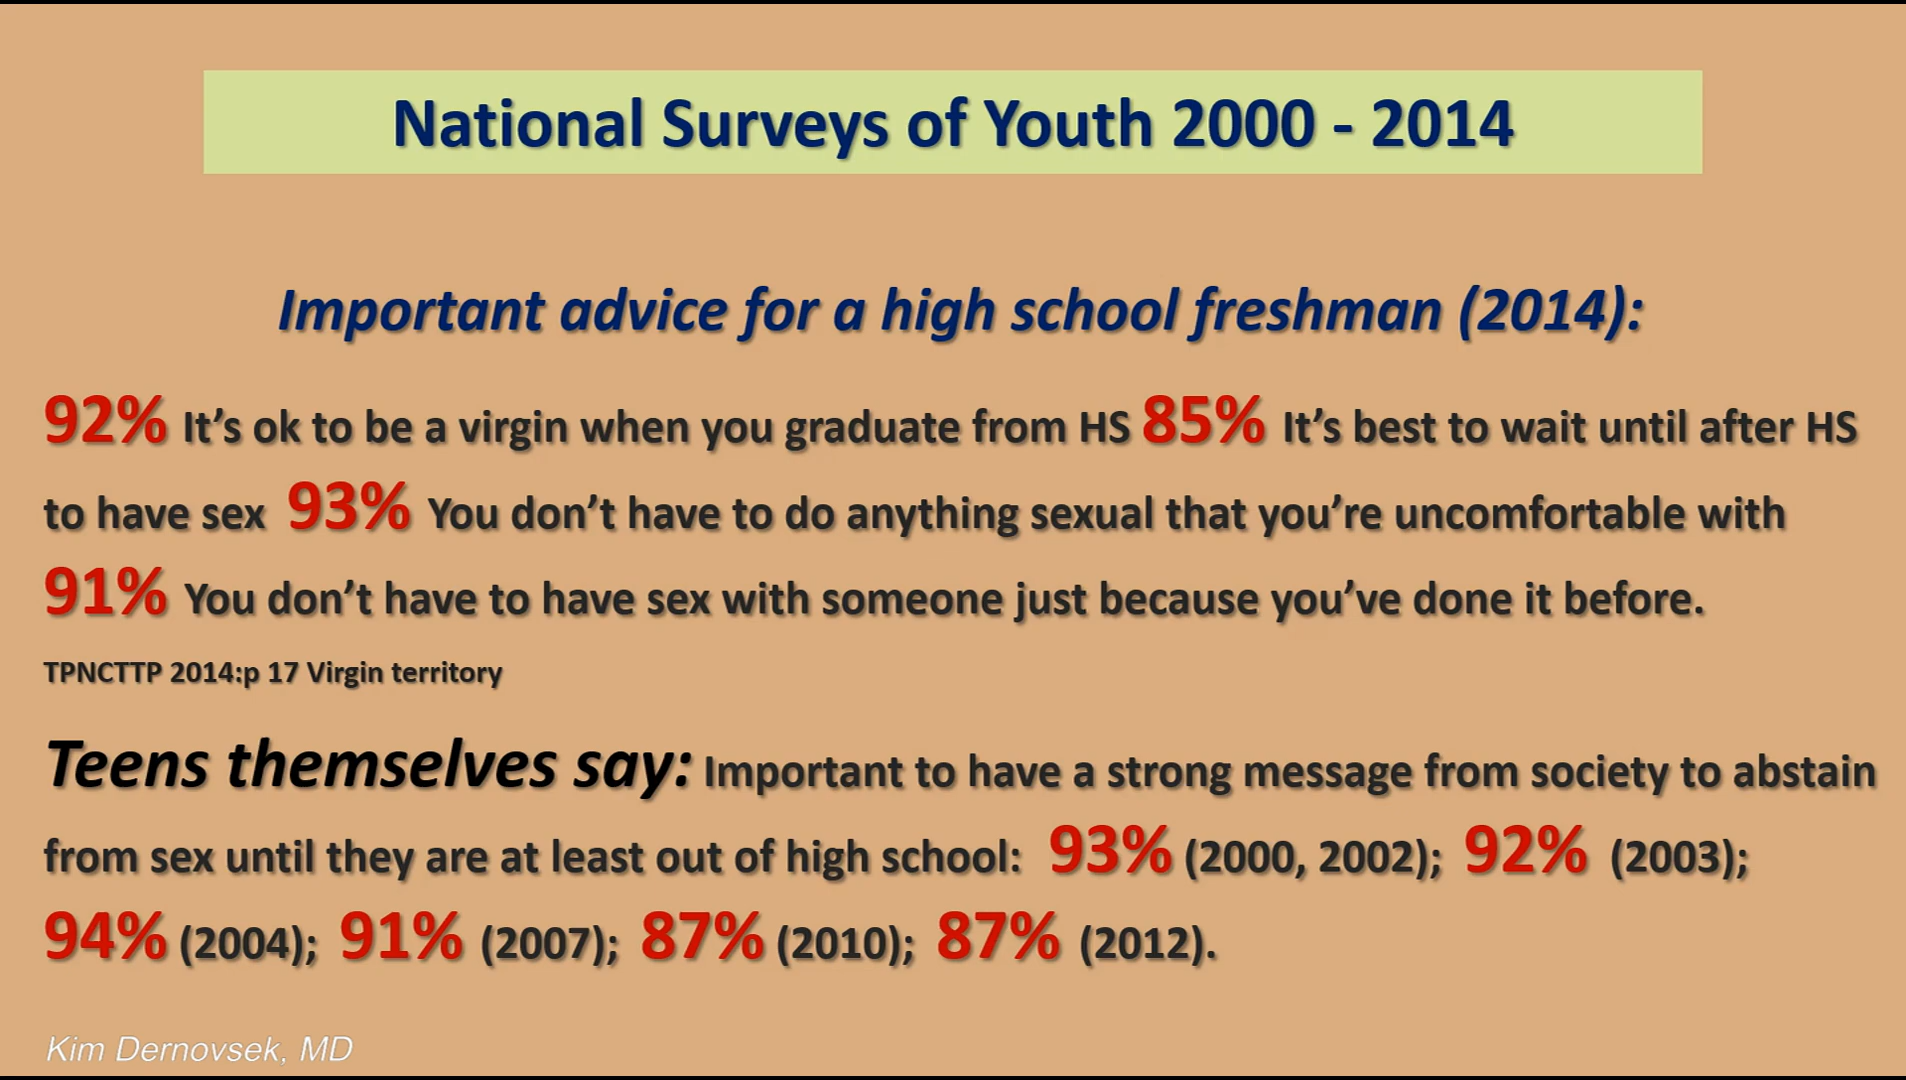 National Surveys of Youth 2000 - 2014
Important advice for a high school freshman (2014):
92% It’s ok to be a virgin when you graduate from HS 85% It’s best to wait until after HS
to have sex 93% You don’t have to do anything sexual that you’re uncomfortable with
91% You don’t have to have sex with someone just because you’ve done it before.
TPNCTTP 2014:p 17 Virgin territory
Teens themselves say: Important to have a strong message from society to abstain
from sex until they are at least out of high school: 93% (2000, 2002); 92% (2003);
94% (2004); 91% (2007); 87% (2010); 87% (2012).
Kim Dernovsek, MD